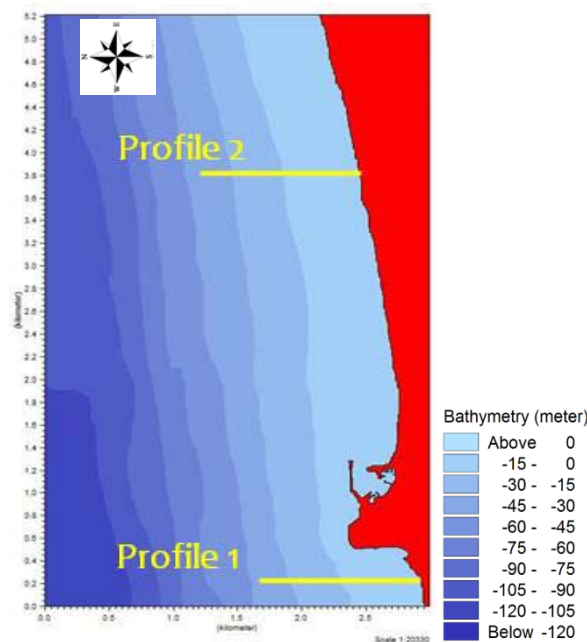 5.2
5.0
4.8
4.6
4.4
4.2
4.0
3.8
3.6
3.4
3.2
3.0
2.8
2.6
2.4
2.2
2.0
1.8
1.6
1.4
1.2
1.0
0.8
0.6
0.4
0.2
0.0
(kilometer)
E
N
S
W
Profile 2
Profile 1
0.0 0.5 1.0 1.5 2.0 2.5
(kilometer)
Scale 1:20330
Bathymetry (meter)
Above 0
-15 - 0
-30 - -15
-45 - -30
-60 - -45
-75 - -60
-90 - -75
-105 - -90
-120 - -105
Below -120